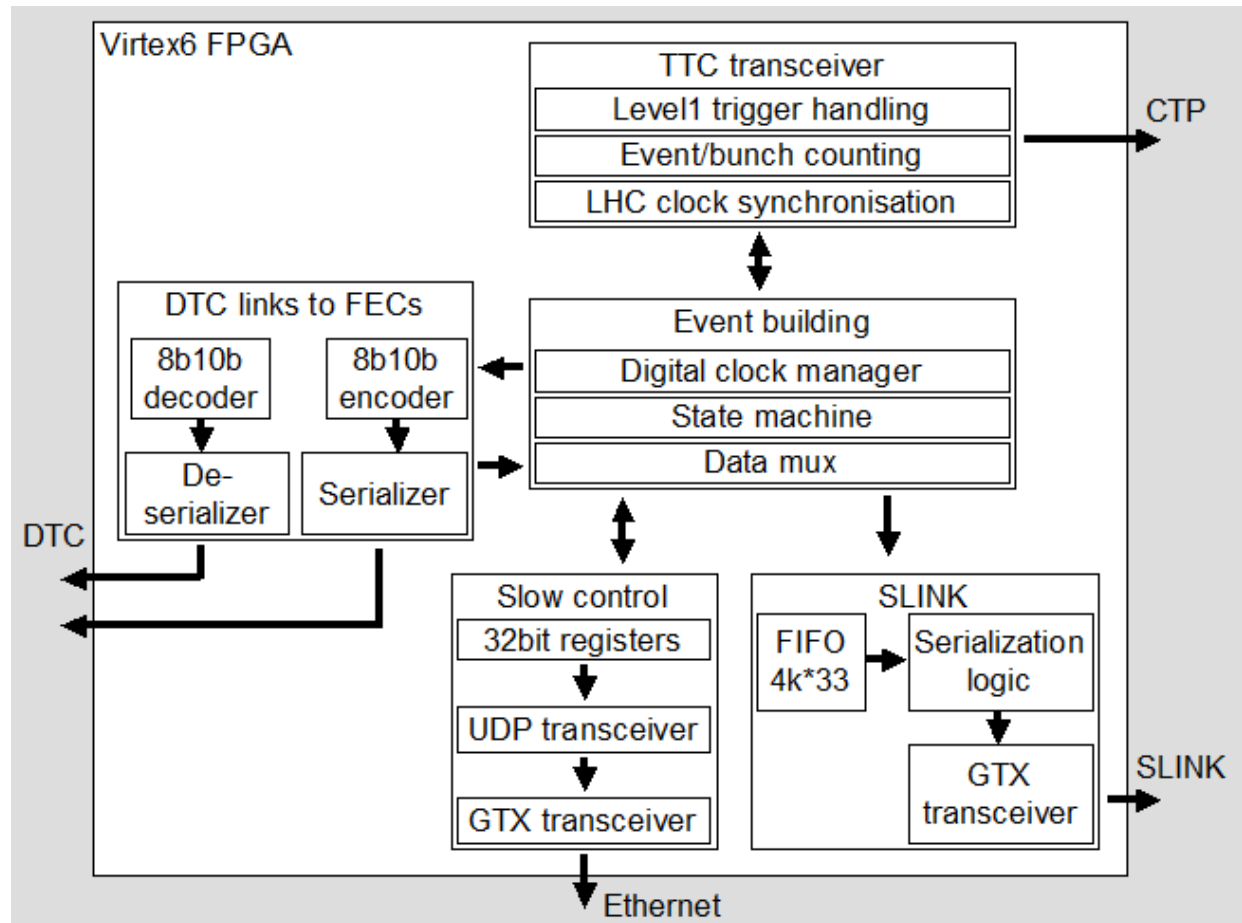 Virtex6 FPGA
TTC transceiver
Level1 trigger handling
Event/bunch counting
LHC clock synchronisation
CTP
DTC links to FECs
8b10b
decoder
8b10b
encoder
De-
serializer
Serializer
DTC
Event building
Digital clock manager
State machine
Data mux
Slow control
32bit registers
UDP transceiver
GTX transceiver
Ethernet
SLINK
FIFO
4k*33
Serialization
logic
GTX
transceiver
SLINK